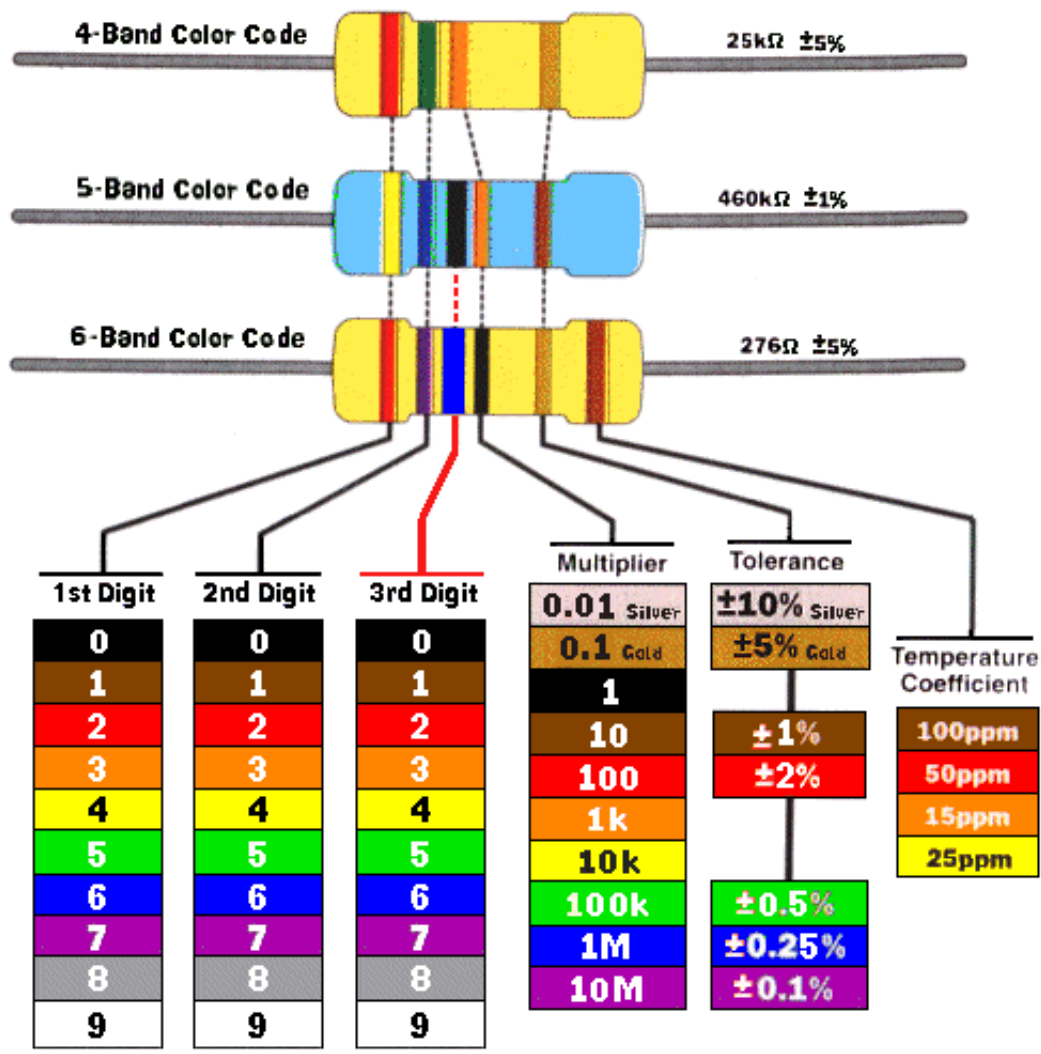 4-Band Color Code
25kΩ ±5%
5-Band Color Code
460kΩ ±1%
6-Band Color Code
276Ω ±5%
1st Digit
0
1
2
3
4
5
6
7
8
9
2nd Digit
0
1
2
3
4
5
6
7
8
9
3rd Digit
0
1
2
3
4
5
6
7
8
9
Multiplier
0.01 Silver
0.1 Gold
1
10
100
1k
10k
100k
1M
10M
Tolerance
±10% Silver
±5% Gold
±1%
±2%
±0.5%
±0.25%
±0.1%
Temperature
Coefficient
100ppm
50ppm
15ppm
25ppm